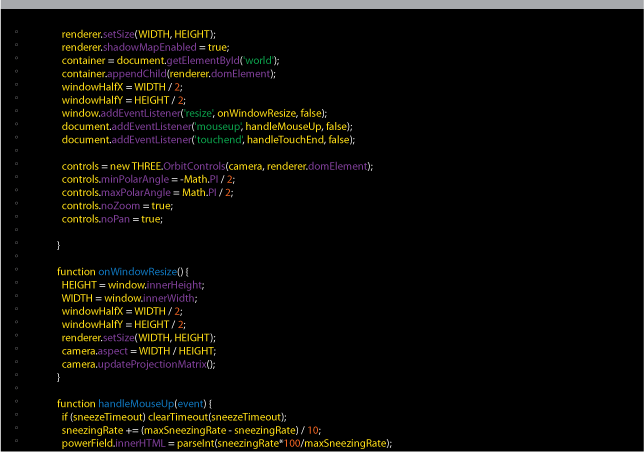 renderer.setSize(WIDTH, HEIGHT);
renderer.shadowMapEnabled = true;
container = document.getElementById('world');
container.appendChild(renderer.domElement);
windowHalfX = WIDTH / 2;
windowHalfY = HEIGHT / 2;
window.addEventListener('resize', onWindowResize, false);
document.addEventListener('mouseup', handleMouseUp, false);
document.addEventListener('touchend', handleTouchEnd, false);
controls = new THREE.OrbitControls(camera, renderer.domElement);
controls.minPolarAngle = -Math.PI / 2;
controls.maxPolarAngle = Math.PI / 2;
controls.noZoom = true;
controls.noPan = true;
}
function onWindowResize() {
HEIGHT = window.innerHeight;
WIDTH = window.innerWidth;
windowHalfX = WIDTH / 2;
windowHalfY = HEIGHT / 2;
renderer.setSize(WIDTH, HEIGHT);
camera.aspect = WIDTH / HEIGHT;
camera.updateProjectionMatrix();
}
function handleMouseUp(event) {
if (sneezeTimeout) clearTimeout(sneezeTimeout);
sneezingRate += (maxSneezingRate - sneezingRate) / 10;
powerField.innerHTML = parseInt(sneezingRate*100/maxSneezingRate);